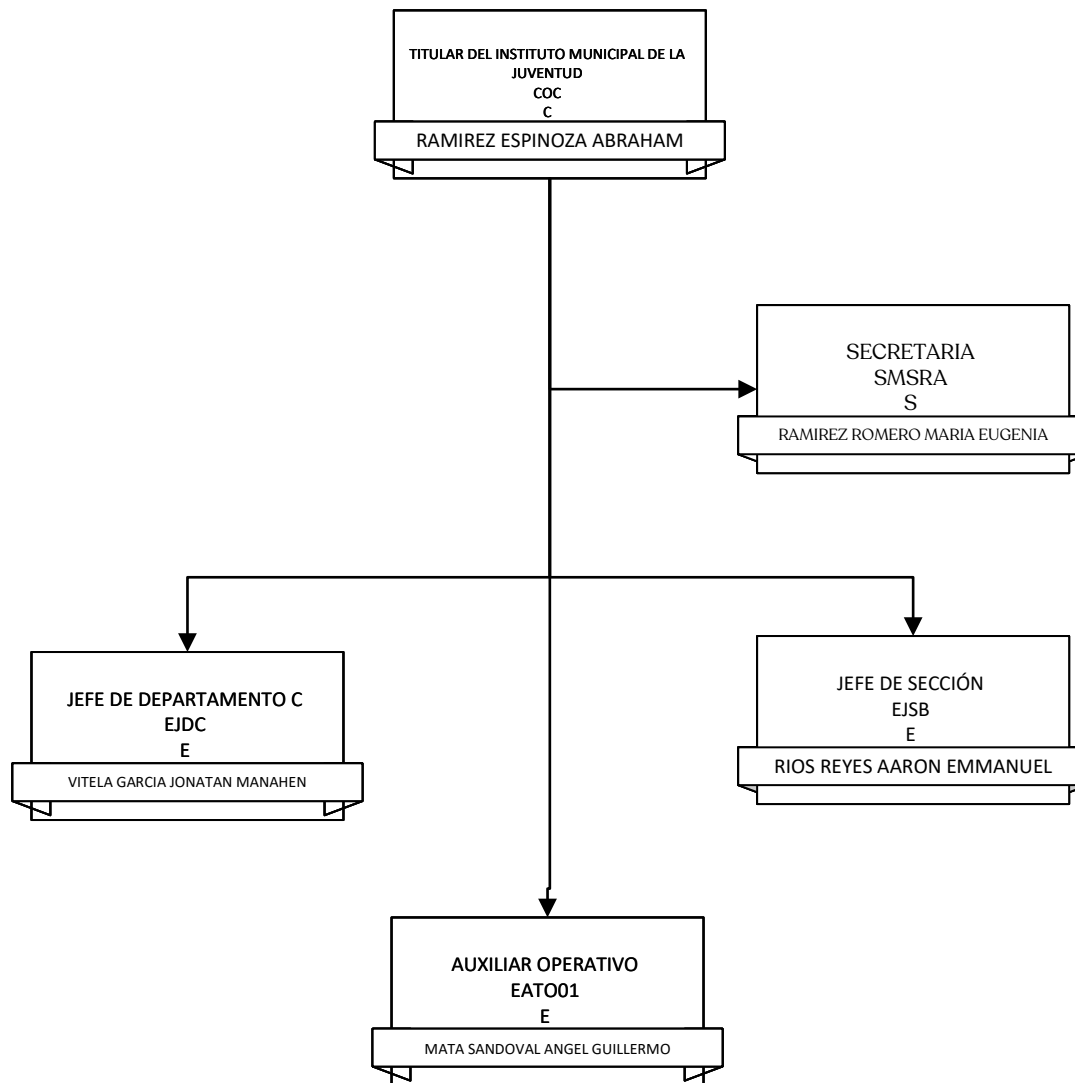 TITULAR DEL INSTITUTO MUNICIPAL DE LA
JUVENTUD
COC
C
RAMIREZ ESPINOZA ABRAHAM
SECRETARIA
SMSRA
S
RAMIREZ ROMERO MARIA EUGENIA
JEFE DE DEPARTAMENTO C
EJDC
E
VITELA GARCIA JONATAN MANAHEN
JEFE DE SECCIÓN
EJSB
E
RIOS REYES AARON EMMANUEL
AUXILIAR OPERATIVO
EATO01
E
MATA SANDOVAL ANGEL GUILLERMO